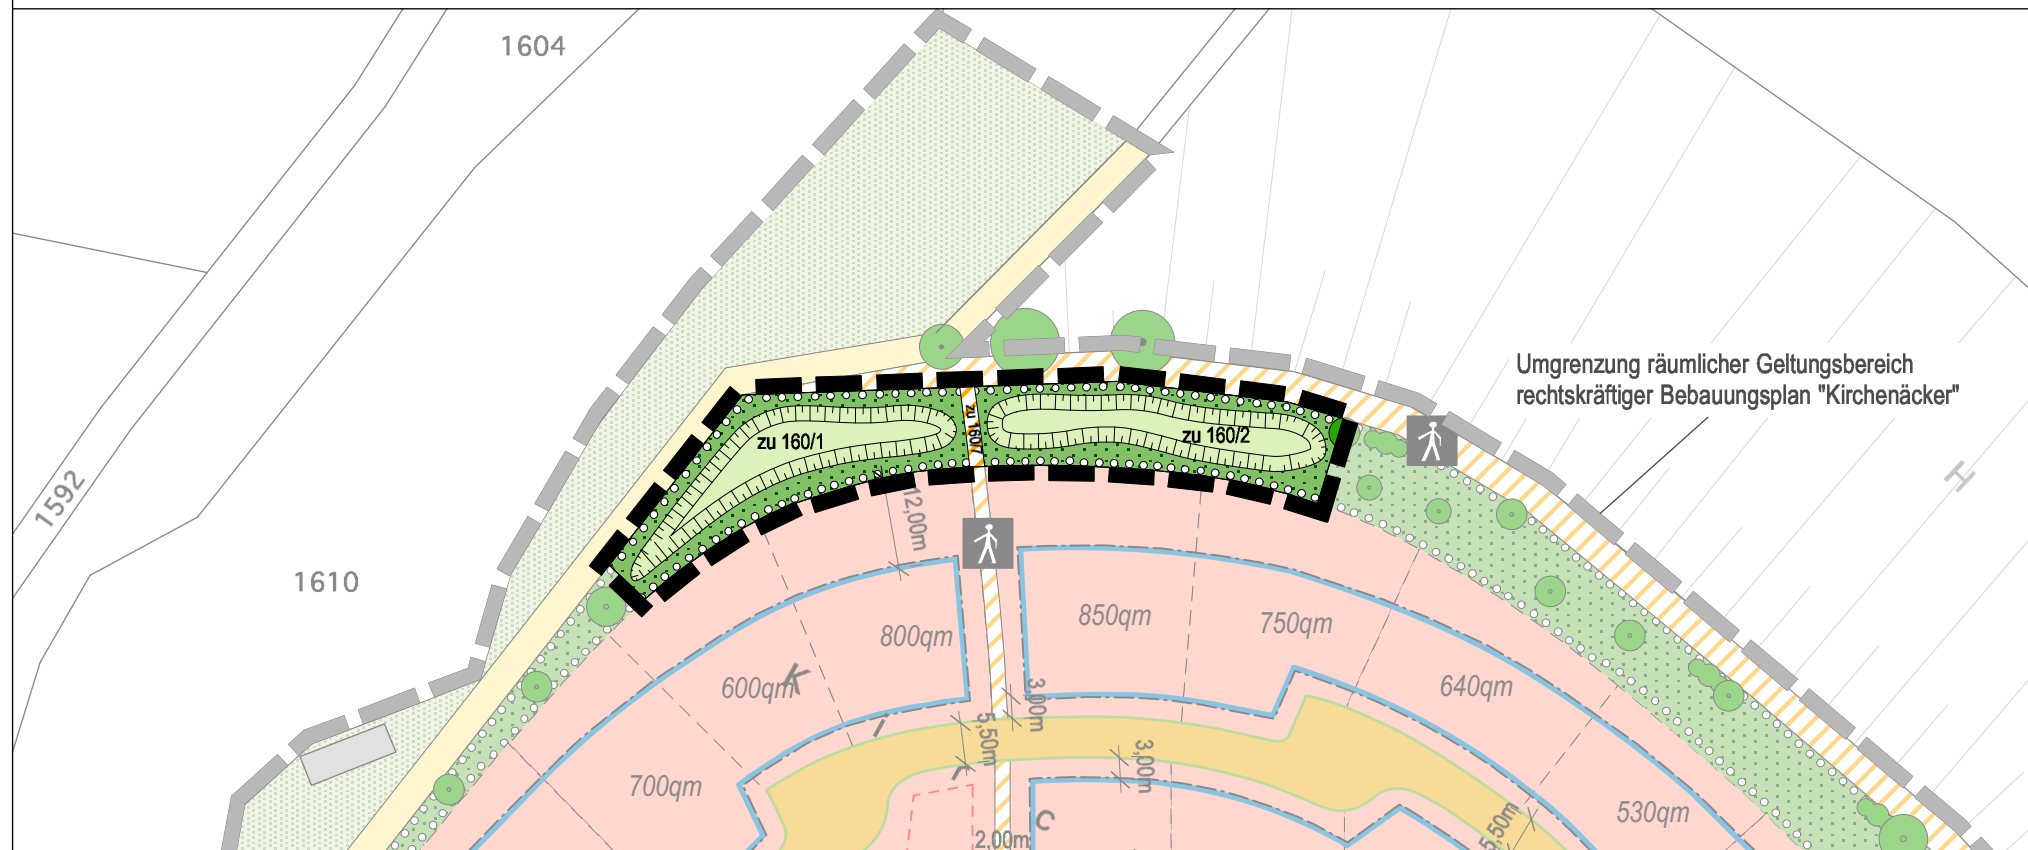 1604
Umgrenzung räumlicher Geltungsbereich
rechtskräftiger Bebauungsplan "Kirchenäcker"
zu 160/1
zu 160/7
zu 160/2
H
1592
12,00m
1610
850qm
750qm
800qm
600qm
K
640qm
3,00m
I
5,50m
3,00m
r
700qm
530qm
C
5,50m
2,00m